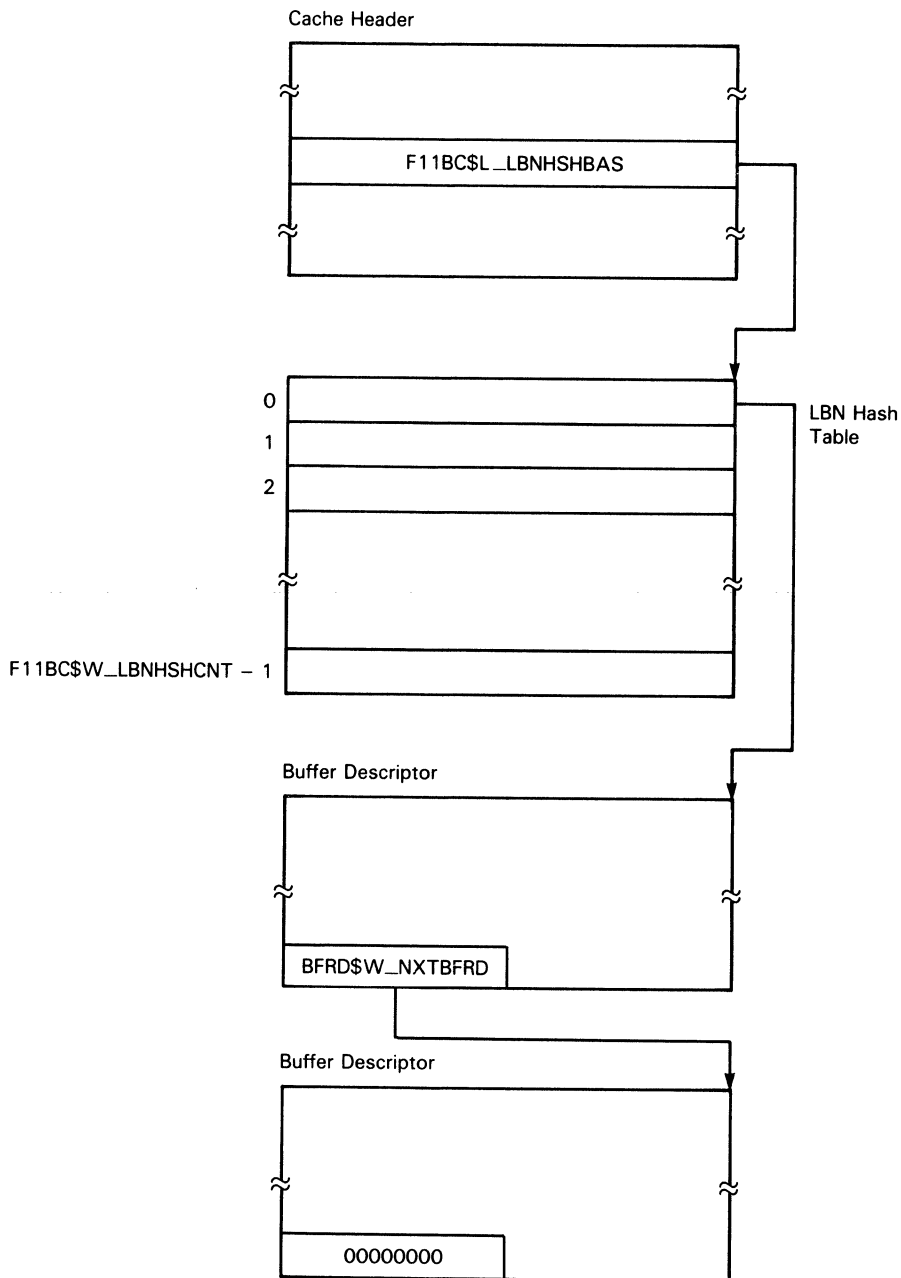 Cache Header
F11BC$L_LBNHSHBAS
0
LBN Hash
Table
1
2
F11BC$W_LBNHSHCNT – 1
Buffer Descriptor
BFRD$W_NXTBFRD
Buffer Descriptor
00000000